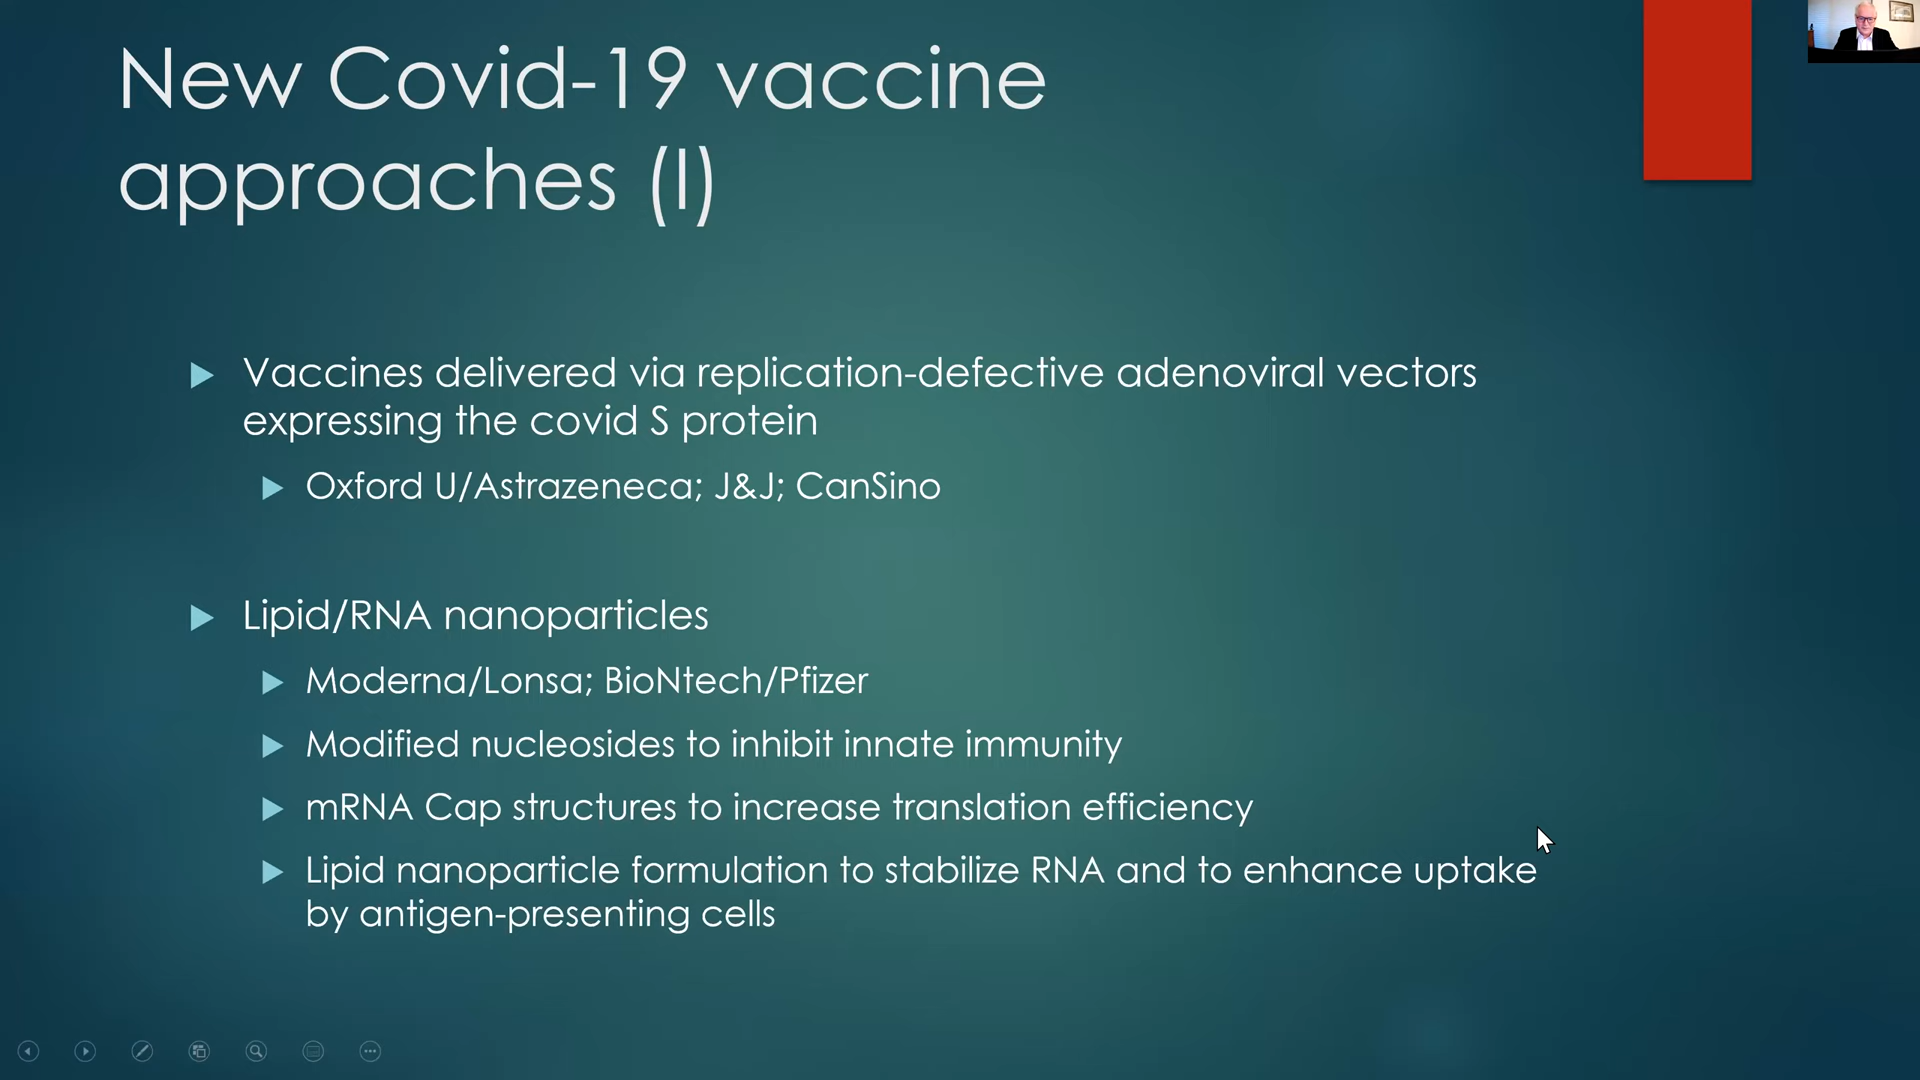 New Covid-19 vaccine
approaches (I)
Vaccines delivered via replication-defective adenoviral vectors
expressing the covid S protein
Oxford U/Astrazeneca; J&J; CanSino
Lipid/RNA nanoparticles
Moderna/Lonsa; BioNtech/Pfizer
Modified nucleosides to inhibit innate immunity
mRNA Cap structures to increase translation efficiency
Lipid nanoparticle formulation to stabilize RNA and to enhance uptake
by antigen-presenting cells